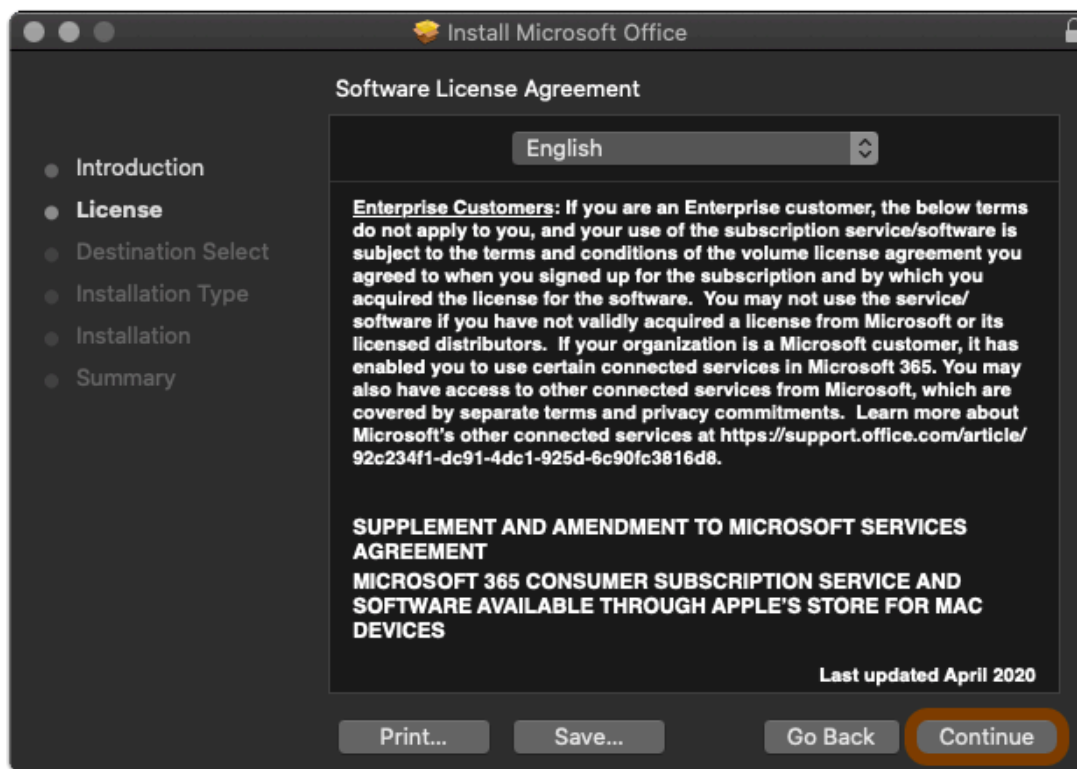 Install Microsoft Office
Software License Agreement
Introduction
License
Destination Select
Installation Type
Installation
Summary
English
Enterprise Customers: If you are an Enterprise customer, the below terms
do not apply to you, and your use of the subscription service/software is
subject to the terms and conditions of the volume license agreement you
agreed to when you signed up for the subscription and by which you
acquired the license for the software.  You may not use the service/
software if you have not validly acquired a license from Microsoft or its
licensed distributors.  If your organization is a Microsoft customer, it has
enabled you to use certain connected services in Microsoft 365. You may
also have access to other connected services from Microsoft, which are
covered by separate terms and privacy commitments.  Learn more about
Microsoft's other connected services at https://support.office.com/article/
92c234f1-dc91-4dc1-925d-6c90fc3816d8.
SUPPLEMENT AND AMENDMENT TO MICROSOFT SERVICES
AGREEMENT
MICROSOFT 365 CONSUMER SUBSCRIPTION SERVICE AND
SOFTWARE AVAILABLE THROUGH APPLE'S STORE FOR MAC
DEVICES
Last updated April 2020
Print... Save... Go Back Continue